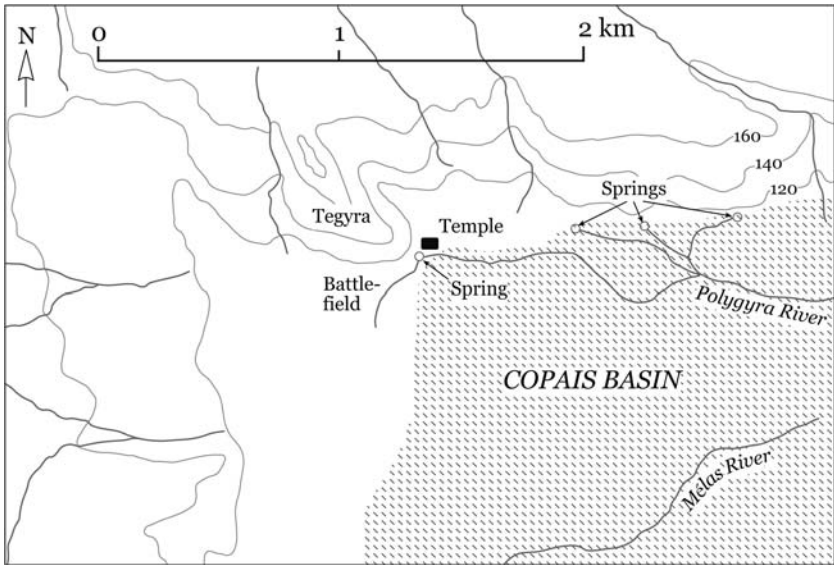 N
0 1 2 km
160
140
120
Springs
Tegyra
Temple
Battle-
field
Spring
Polygyra River
COPAIS BASIN
Mélas River